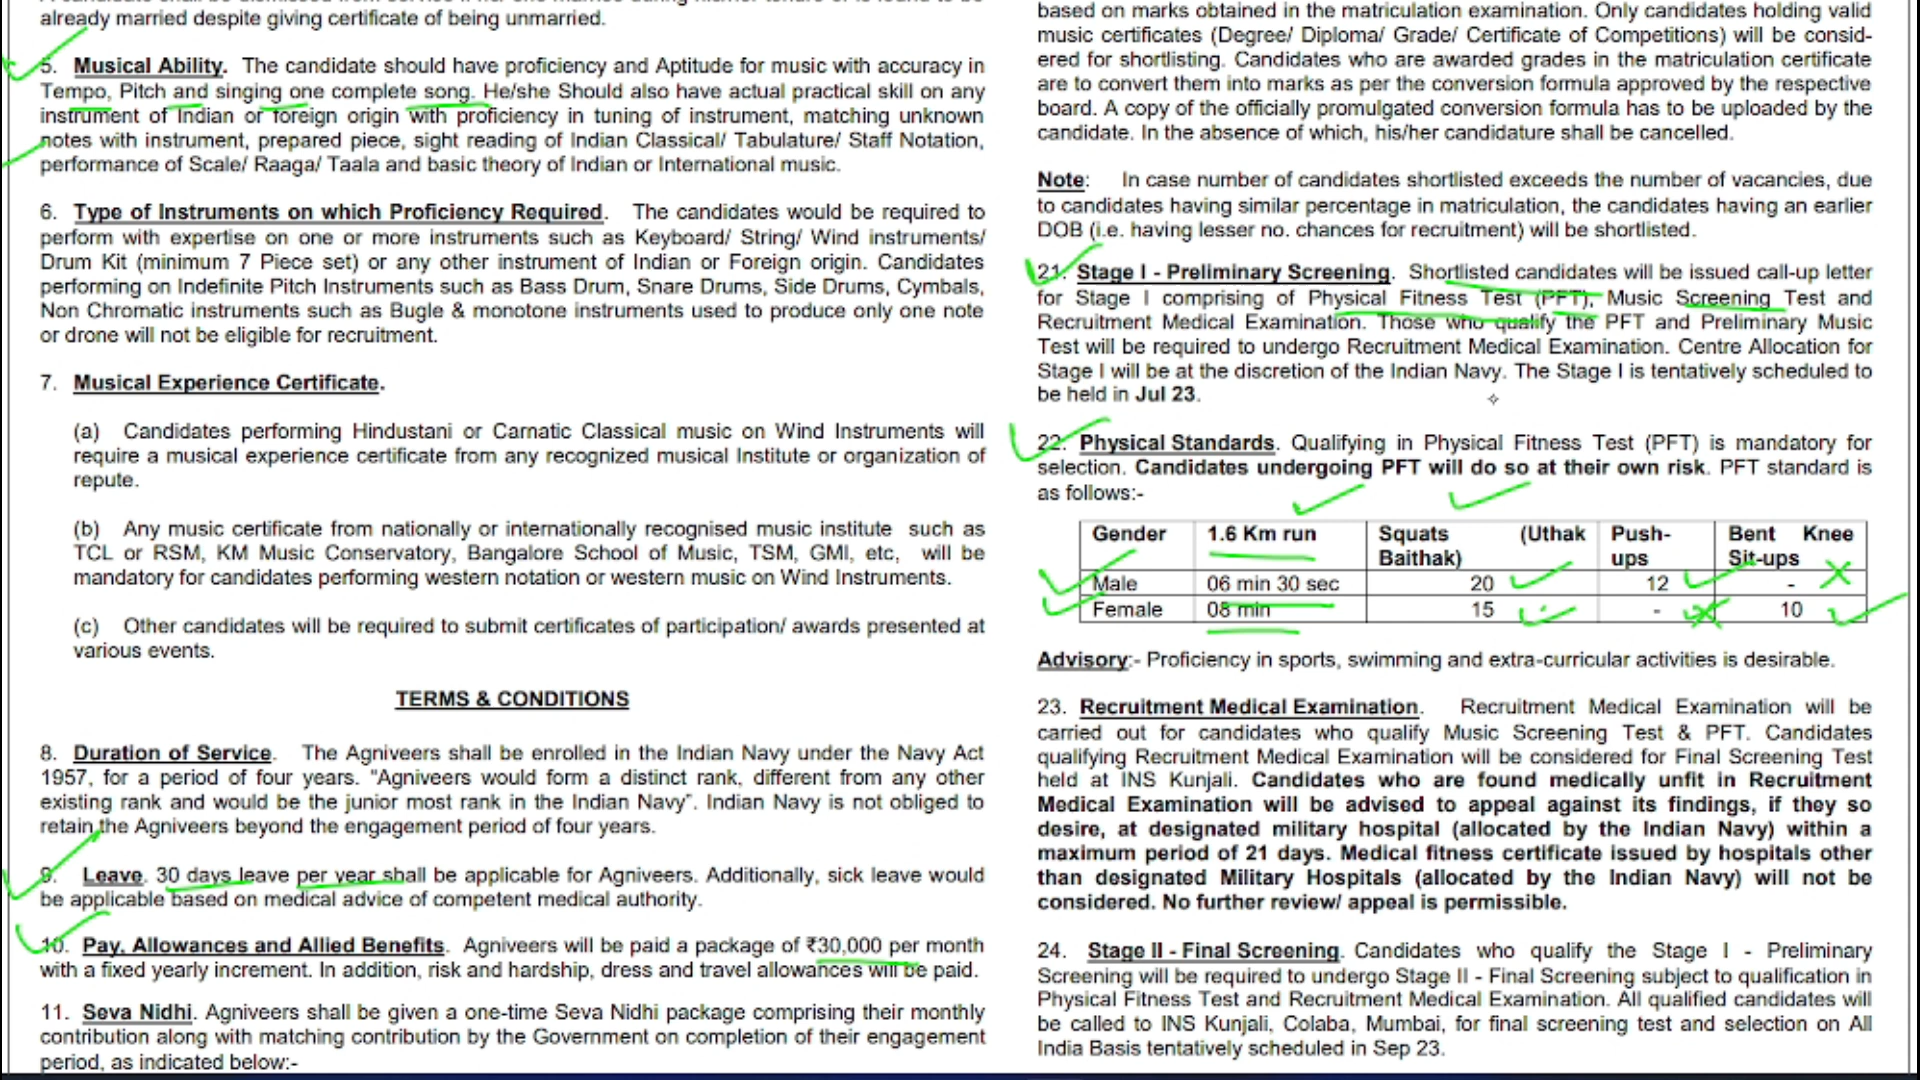 already married despite giving certificate of being unmarried.
5. Musical Ability. The candidate should have proficiency and Aptitude for music with accuracy in
Tempo, Pitch and singing one complete song. He/she Should also have actual practical skill on any
instrument of Indian or foreign origin with proficiency in tuning of instrument, matching unknown
notes with instrument, prepared piece, sight reading of Indian Classical/ Tabulature/ Staff Notation,
performance of Scale/ Raaga/ Taala and basic theory of Indian or International music.
6. Type of Instruments on which Proficiency Required. The candidates would be required to
perform with expertise on one or more instruments such as Keyboard/ String/ Wind instruments/
Drum Kit (minimum 7 Piece set) or any other instrument of Indian or Foreign origin. Candidates
performing on Indefinite Pitch Instruments such as Bass Drum, Snare Drums, Side Drums, Cymbals,
Non Chromatic instruments such as Bugle & monotone instruments used to produce only one note
or drone will not be eligible for recruitment.
7. Musical Experience Certificate.
(a) Candidates performing Hindustani or Carnatic Classical music on Wind Instruments will
require a musical experience certificate from any recognized musical Institute or organization of
repute.
(b) Any music certificate from nationally or internationally recognised music institute such as
TCL or RSM, KM Music Conservatory, Bangalore School of Music, TSM, GMI, etc, will be
mandatory for candidates performing western notation or western music on Wind Instruments.
(c) Other candidates will be required to submit certificates of participation/ awards presented at
various events.
TERMS & CONDITIONS
8. Duration of Service. The Agniveers shall be enrolled in the Indian Navy under the Navy Act
1957, for a period of four years. "Agniveers would form a distinct rank, different from any other
existing rank and would be the junior most rank in the Indian Navy". Indian Navy is not obliged to
retain the Agniveers beyond the engagement period of four years.
9. Leave. 30 days leave per year shall be applicable for Agniveers. Additionally, sick leave would
be applicable based on medical advice of competent medical authority.
10. Pay, Allowances and Allied Benefits. Agniveers will be paid a package of ₹30,000 per month
with a fixed yearly increment. In addition, risk and hardship, dress and travel allowances will be paid.
11. Seva Nidhi. Agniveers shall be given a one-time Seva Nidhi package comprising their monthly
contribution along with matching contribution by the Government on completion of their engagement
period, as indicated below:-
based on marks obtained in the matriculation examination. Only candidates holding valid
music certificates (Degree/ Diploma/ Grade/ Certificate of Competitions) will be consid-
ered for shortlisting. Candidates who are awarded grades in the matriculation certificate
are to convert them into marks as per the conversion formula approved by the respective
board. A copy of the officially promulgated conversion formula has to be uploaded by the
candidate. In the absence of which, his/her candidature shall be cancelled.
Note: In case number of candidates shortlisted exceeds the number of vacancies, due
to candidates having similar percentage in matriculation, the candidates having an earlier
DOB (i.e. having lesser no. chances for recruitment) will be shortlisted.
21. Stage I - Preliminary Screening. Shortlisted candidates will be issued call-up letter
for Stage I comprising of Physical Fitness Test (PFT), Music Screening Test and
Recruitment Medical Examination. Those who qualify the PFT and Preliminary Music
Test will be required to undergo Recruitment Medical Examination. Centre Allocation for
Stage I will be at the discretion of the Indian Navy. The Stage I is tentatively scheduled to
be held in Jul 23.
22. Physical Standards. Qualifying in Physical Fitness Test (PFT) is mandatory for
selection. Candidates undergoing PFT will do so at their own risk. PFT standard is
as follows:-
Gender 1.6 Km run Squats (Uthak Push- Bent Knee
Baithak) ups Sit-ups
Male 06 min 30 sec 20 12 -
Female 08 min 15 - 10
Advisory:- Proficiency in sports, swimming and extra-curricular activities is desirable.
23. Recruitment Medical Examination. Recruitment Medical Examination will be
carried out for candidates who qualify Music Screening Test & PFT. Candidates
qualifying Recruitment Medical Examination will be considered for Final Screening Test
held at INS Kunjali. Candidates who are found medically unfit in Recruitment
Medical Examination will be advised to appeal against its findings, if they so
desire, at designated military hospital (allocated by the Indian Navy) within a
maximum period of 21 days. Medical fitness certificate issued by hospitals other
than designated Military Hospitals (allocated by the Indian Navy) will not be
considered. No further review/ appeal is permissible.
24. Stage II - Final Screening. Candidates who qualify the Stage I - Preliminary
Screening will be required to undergo Stage II - Final Screening subject to qualification in
Physical Fitness Test and Recruitment Medical Examination. All qualified candidates will
be called to INS Kunjali, Colaba, Mumbai, for final screening test and selection on All
India Basis tentatively scheduled in Sep 23.